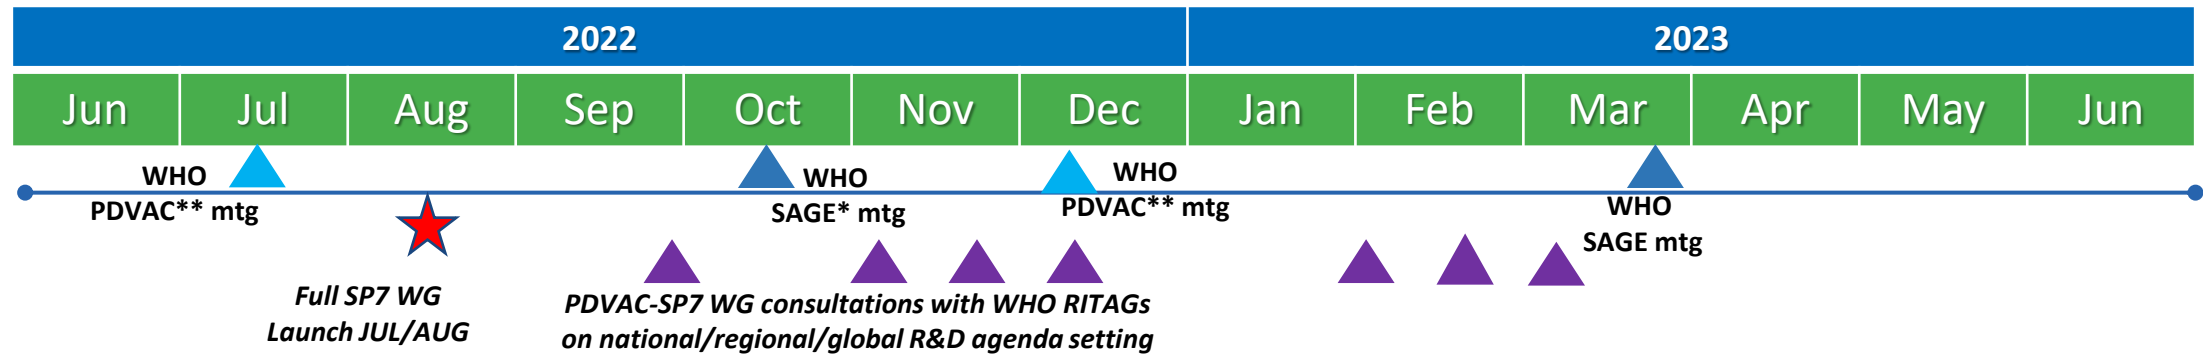 2022 2023
Jun Jul Aug Sep Oct Nov Dec Jan Feb Mar Apr May Jun
WHO
PDVAC** mtg
WHO
SAGE* mtg
WHO
PDVAC** mtg
WHO
SAGE mtg
Full SP7 WG
Launch JUL/AUG
PDVAC-SP7 WG consultations with WHO RITAGs
on national/regional/global R&D agenda setting